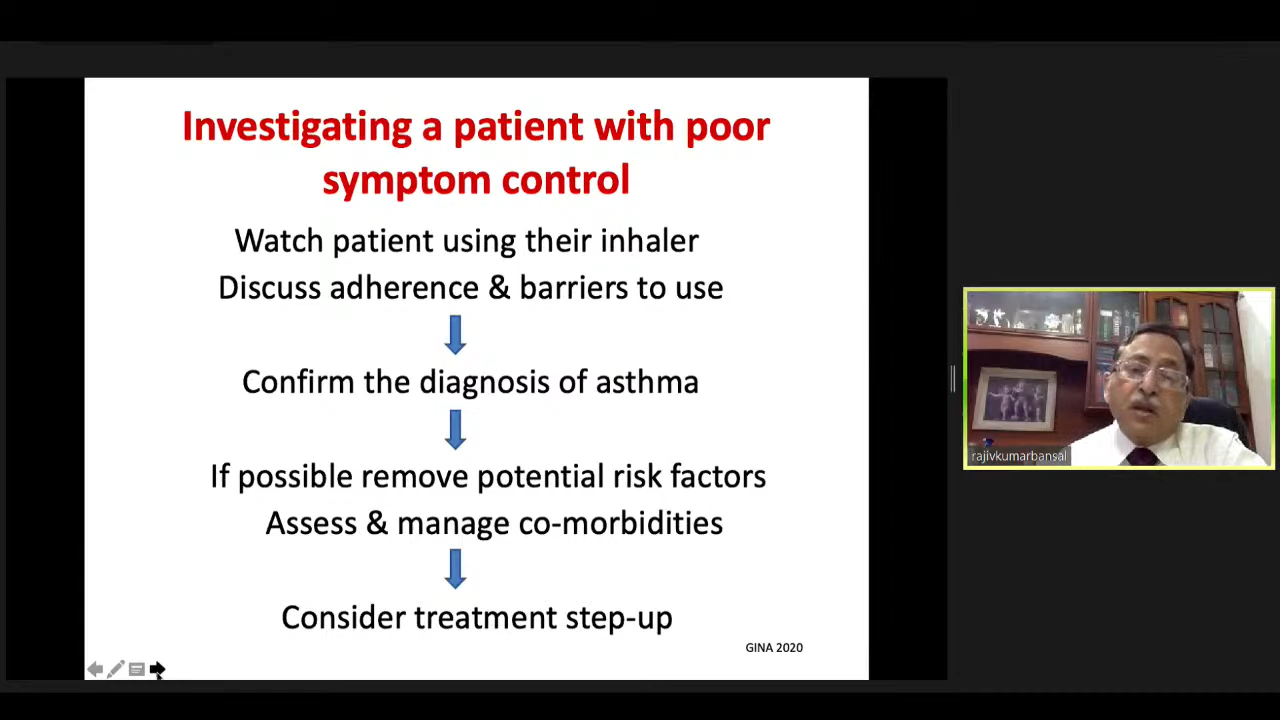 Investigating a patient with poor
symptom control
Watch patient using their inhaler
Discuss adherence & barriers to use
Confirm the diagnosis of asthma
If possible remove potential risk factors
Assess & manage co-morbidities
Consider treatment step-up
GINA 2020
rajivkumarbansal